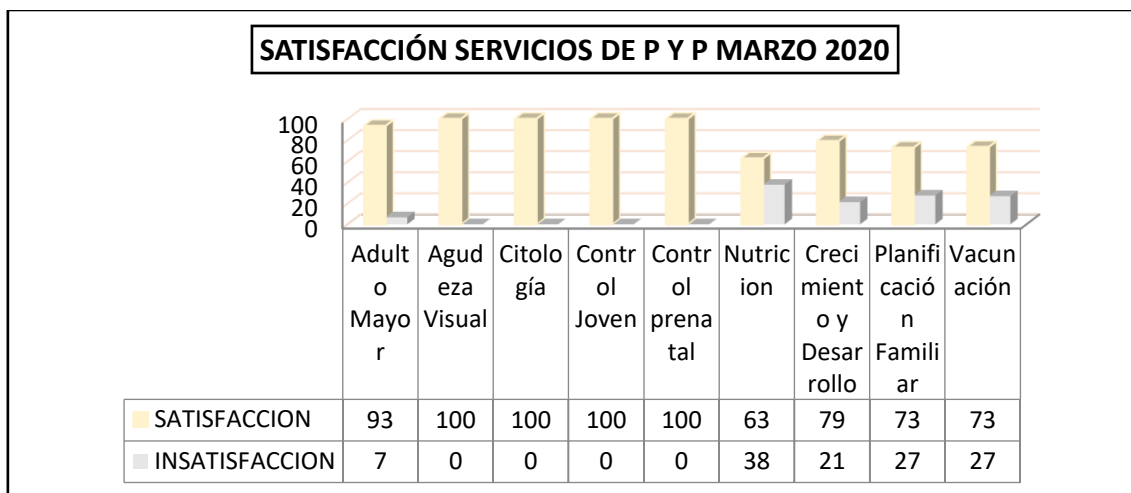 SATISFACCIÓN SERVICIOS DE P Y P MARZO 2020
100
80
60
40
20
0
Adult
o
Mayo
r
Agud
eza
Visual
Citolo
gía
Contr
ol
Joven
Contr
ol
prena
tal
Nutric
ion
Creci
mient
o y
Desar
rollo
Planifi
cació
n
Famili
ar
Vacun
ación
SATISFACCION 93 100 100 100 100 63 79 73 73
INSATISFACCION 7 0 0 0 0 38 21 27 27